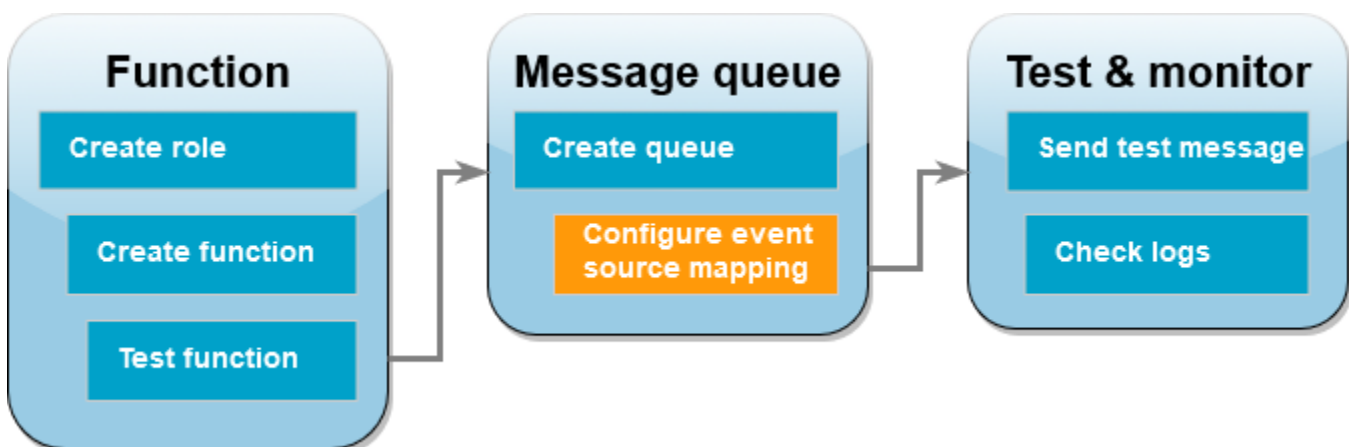 Function
Create role
Create function
Test function
Message queue
Create queue
Configure event
source mapping
Test & monitor
Send test message
Check logs